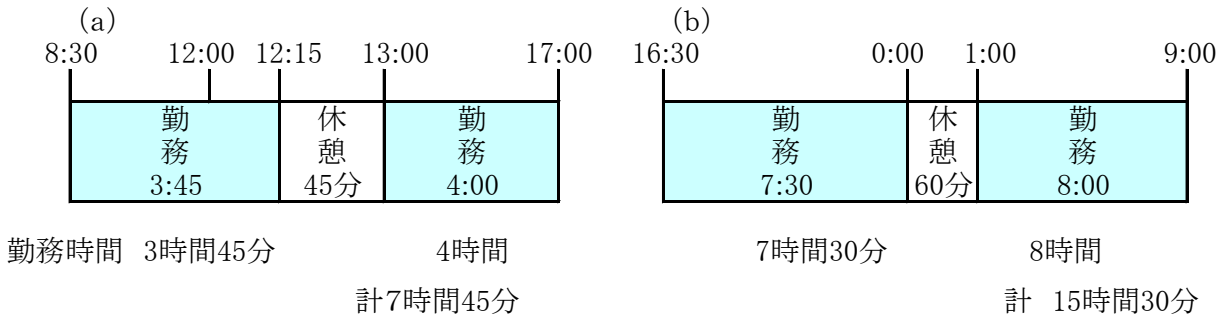 (a) (b)
8:30 12:00 12:15 13:00 17:00 16:30 0:00 1:00 9:00
勤務 3:45
休憩 45分
勤務 4:00
勤務 7:30
休憩 60分
勤務 8:00
勤務時間 3時間45分 4時間 7時間30分 8時間
計7時間45分 計 15時間30分